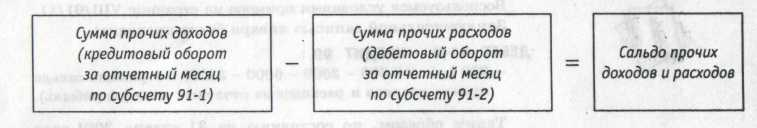 Сумма прочих доходов
(кредитовый оборот
за отчетный месяц
по субсчету 91-1)
–
Сумма прочих расходов
(дебетовый оборот
за отчетный месяц
по субсчету 91-2)
=
Сальдо прочих
доходов и расходов